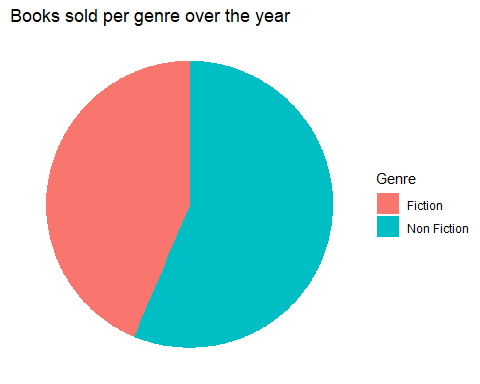 Books sold per genre over the year
Genre
Fiction
Non Fiction